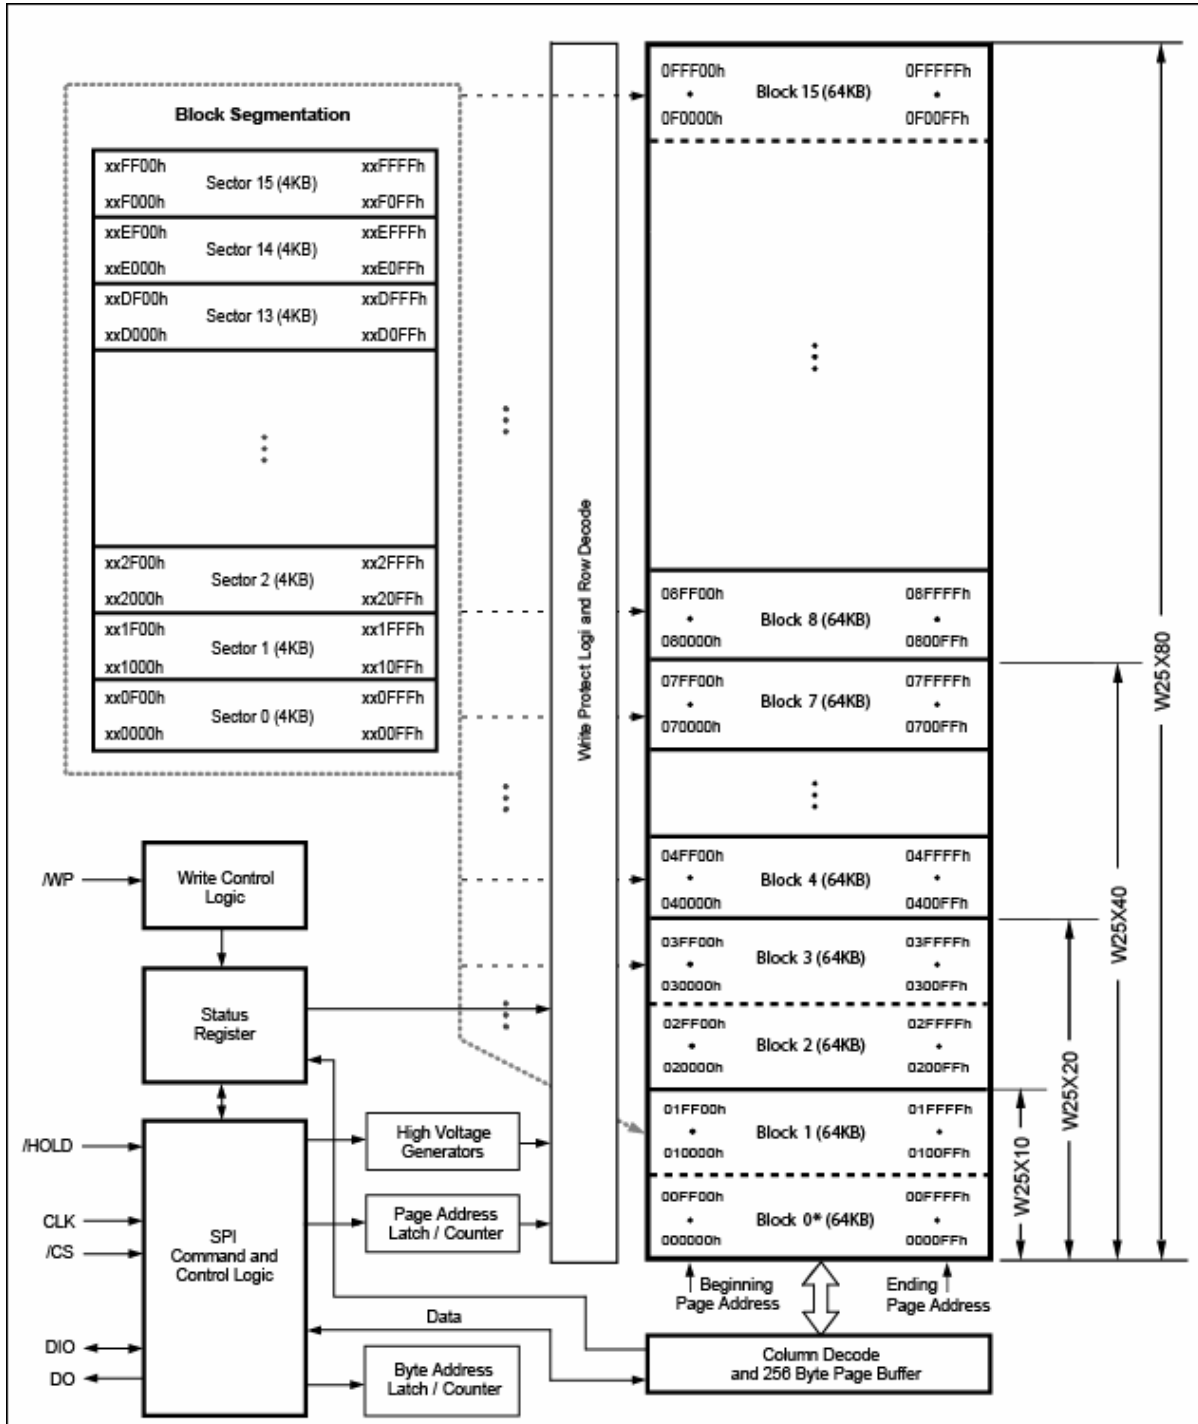 Block Segmentation
xxFF00h xxFFFFh
Sector 15 (4KB)
xxF000h xxF0FFh
xxEF00h xxEFFFh
Sector 14 (4KB)
xxE000h xxE0FFh
xxDF00h xxDFFFh
Sector 13 (4KB)
xxD000h xxD0FFh
xx2F00h xx2FFFh
Sector 2 (4KB)
xx2000h xx20FFh
xx1F00h xx1FFFh
Sector 1 (4KB)
xx1000h xx10FFh
xx0F00h xx0FFFh
Sector 0 (4KB)
xx0000h xx00FFh
Write Protect Logi and Row Decode
0FFF00h 0FFFFFh
Block 15 (64KB)
0F0000h 0F00FFh
08FF00h 08FFFFh
Block 8 (64KB)
080000h 0800FFh
07FF00h 07FFFFh
Block 7 (64KB)
070000h 0700FFh
04FF00h 04FFFFh
Block 4 (64KB)
040000h 0400FFh
03FF00h 03FFFFh
Block 3 (64KB)
030000h 0300FFh
02FF00h 02FFFFh
Block 2 (64KB)
020000h 0200FFh
01FF00h 01FFFFh
Block 1 (64KB)
010000h 0100FFh
00FF00h 00FFFFh
Block 0* (64KB)
000000h 0000FFh
W25X10
W25X20
W25X40
W25X80
Beginning
Page Address
Ending
Page Address
/WP
Write Control
Logic
Status
Register
/HOLD
CLK
/CS
DIO
DO
SPI
Command and
Control Logic
High Voltage
Generators
Page Address
Latch / Counter
Data
Byte Address
Latch / Counter
Column Decode
and 256 Byte Page Buffer